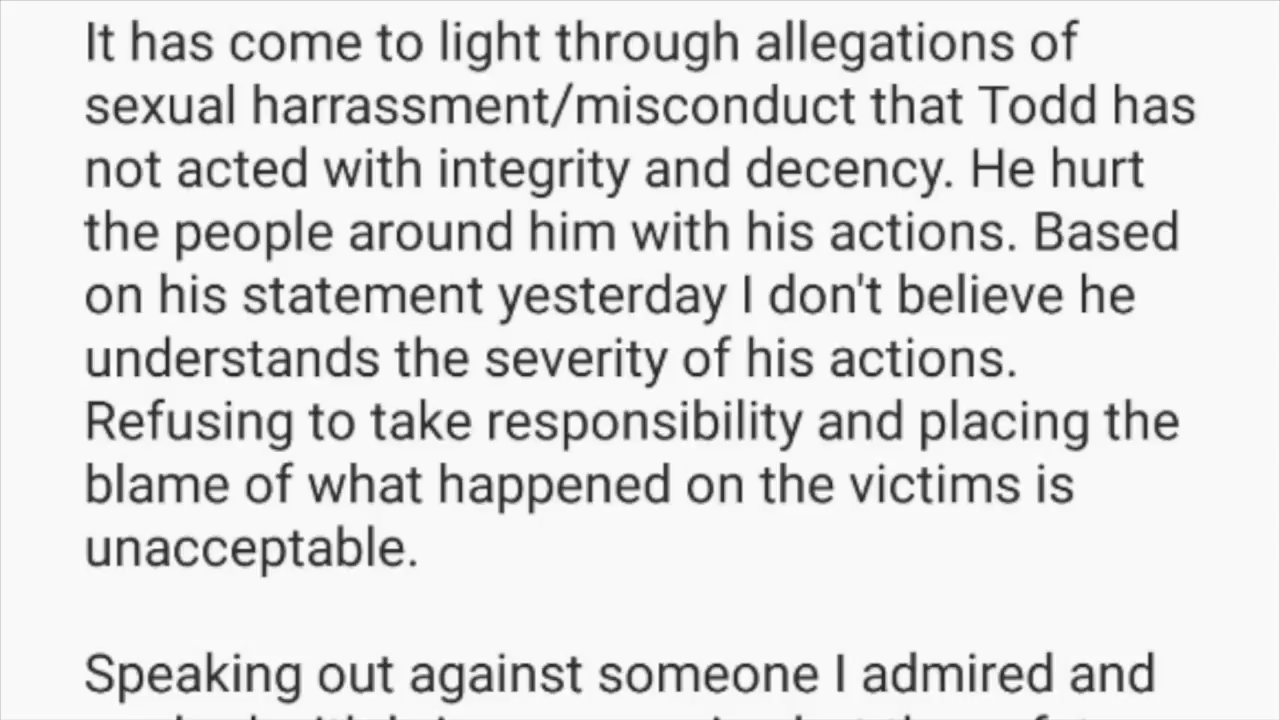 It has come to light through allegations of
sexual harrassment/misconduct that Todd has
not acted with integrity and decency. He hurt
the people around him with his actions. Based
on his statement yesterday I don't believe he
understands the severity of his actions.
Refusing to take responsibility and placing the
blame of what happened on the victims is
unacceptable.
Speaking out against someone I admired and